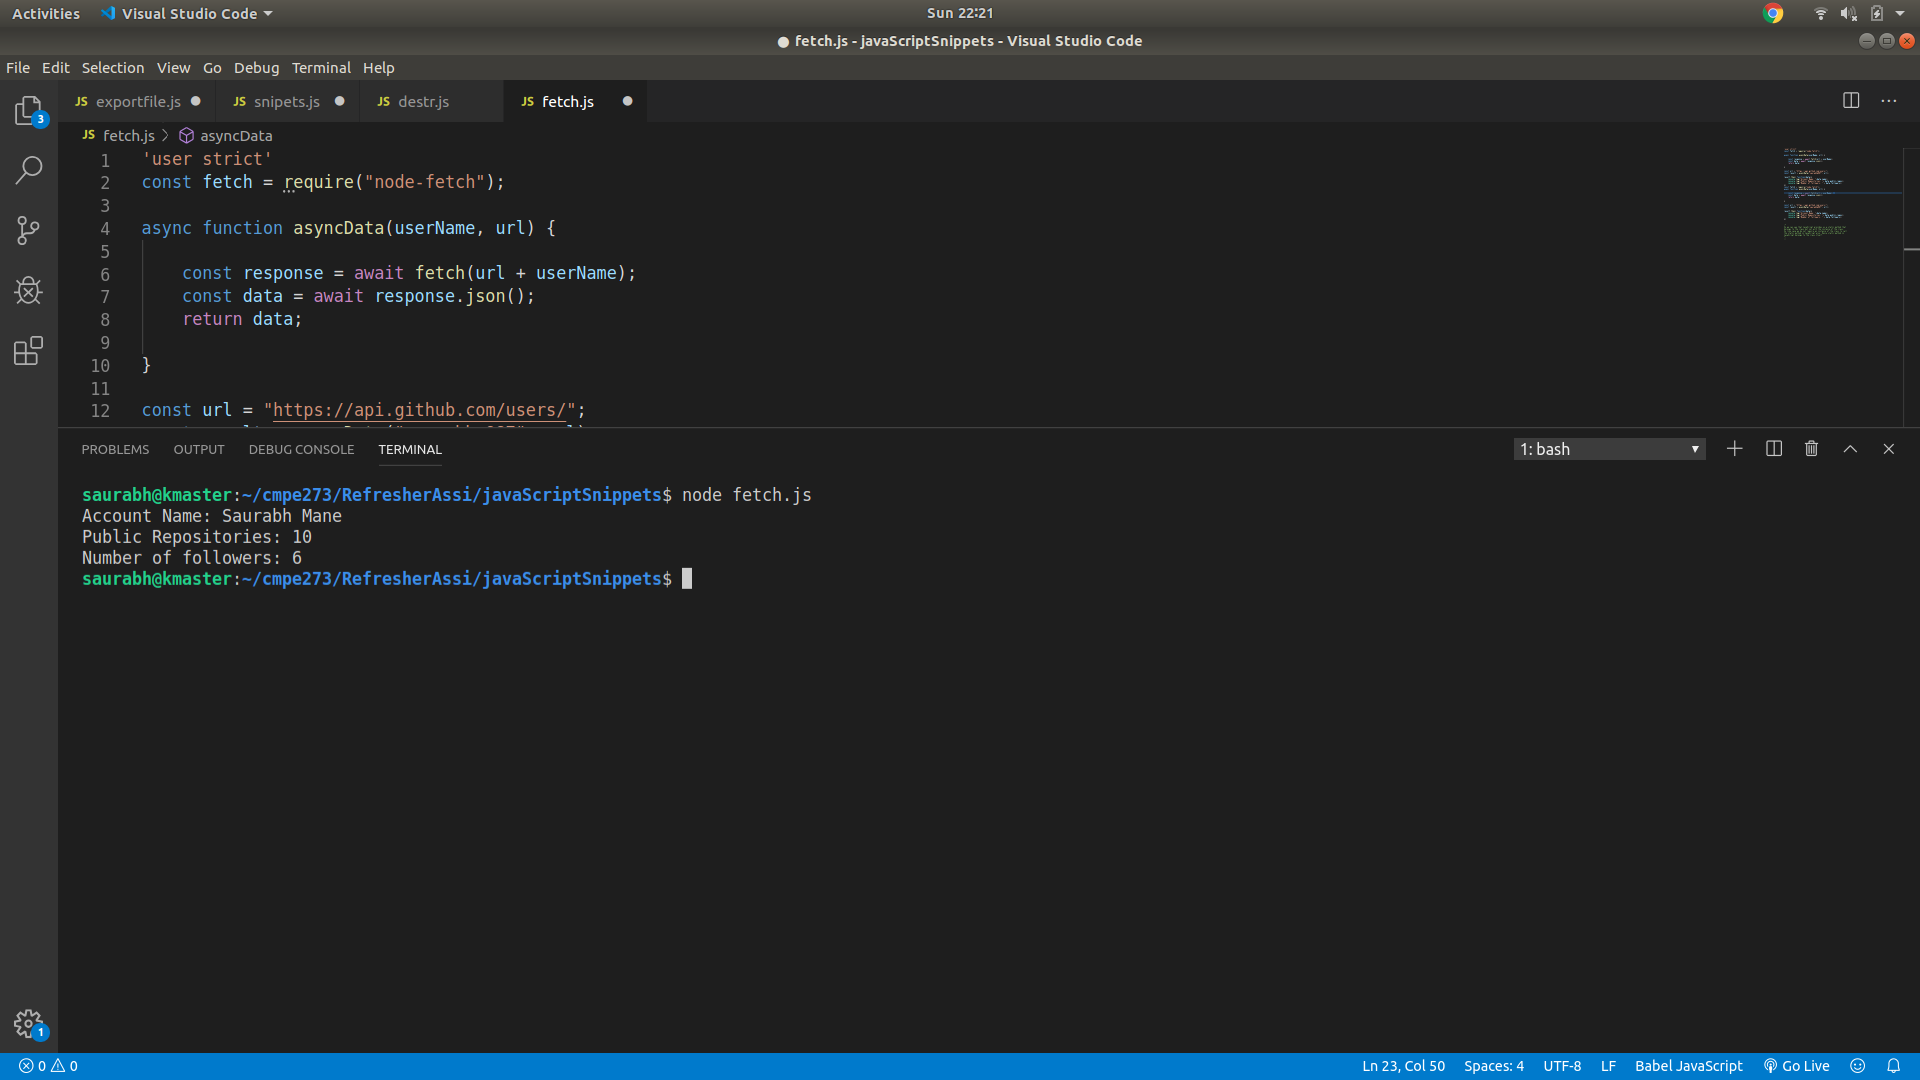 Activities Visual Studio Code Sun 22:21
● fetch.js - javaScriptSnippets - Visual Studio Code
File Edit Selection View Go Debug Terminal Help
JS exportfile.js ● JS snipets.js ● JS destr.js JS fetch.js ●
3
JS fetch.js > asyncData
1 'user strict'
2 const fetch = require("node-fetch");
3
4 async function asyncData(userName, url) {
5
6 const response = await fetch(url + userName);
7 const data = await response.json();
8 return data;
9
10 }
11
12 const url = "https://api.github.com/users/";
PROBLEMS OUTPUT DEBUG CONSOLE TERMINAL 1: bash
saurabh@kmaster:~/cmpe273/RefresherAssi/javaScriptSnippets$ node fetch.js
Account Name: Saurabh Mane
Public Repositories: 10
Number of followers: 6
saurabh@kmaster:~/cmpe273/RefresherAssi/javaScriptSnippets$
1
0 0 Ln 23, Col 50 Spaces: 4 UTF-8 LF Babel JavaScript Go Live